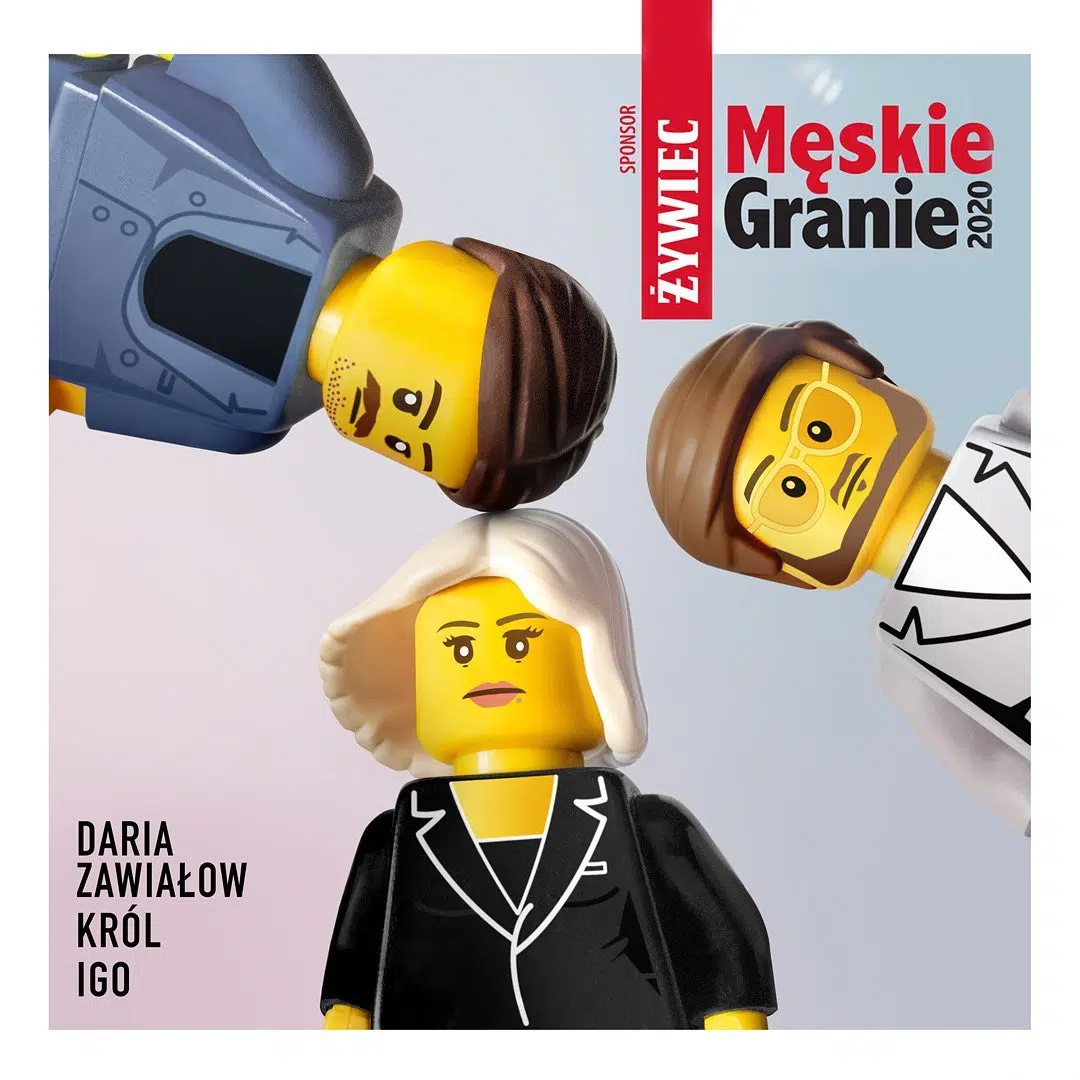 SPONSOR
ŻYWIEC
Męskie
Granie
2020
DARIA
ZAWIAŁOW
KRÓL
IGO